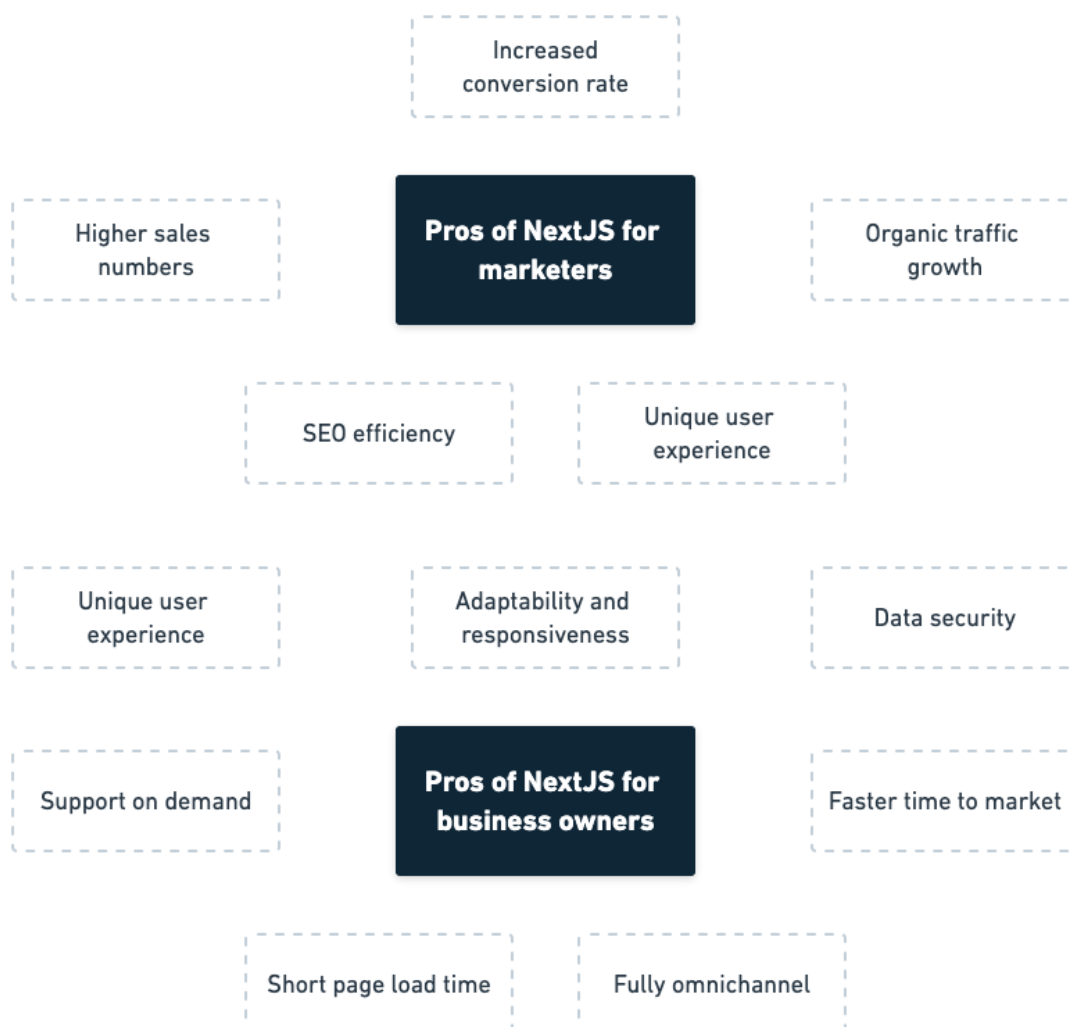 Increased
conversion rate
Higher sales
numbers
Pros of NextJS for
marketers
Organic traffic
growth
SEO efficiency
Unique user
experience
Unique user
experience
Adaptability and
responsiveness
Data security
Support on demand
Pros of NextJS for
business owners
Faster time to market
Short page load time
Fully omnichannel